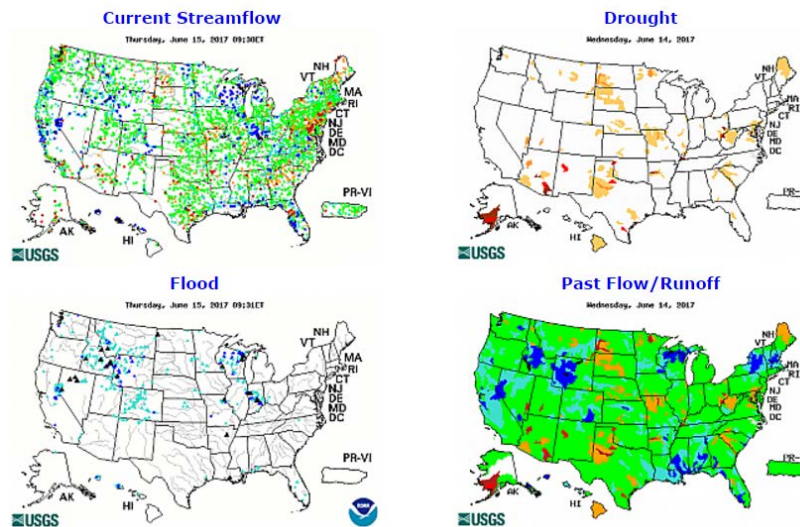 Current Streamflow
Thursday, June 15, 2017 09:30ET
NH
VT
MA
RI
CT
NJ
DE
MD
DC
PR-VI
AK
HI
USGS
Drought
Wednesday, June 14, 2017
NH
VT
MA
RI
CT
NJ
DE
MD
DC
PR-
AK
HI
USGS
Flood
Thursday, June 15, 2017 09:31ET
NH
VT
MA
RI
CT
NJ
DE
MD
DC
PR-VI
AK
HI
USGS
NOAA
Past Flow/Runoff
Wednesday, June 14, 2017
NH
VT
MA
RI
CT
NJ
DE
MD
DC
PR-
AK
HI
USGS